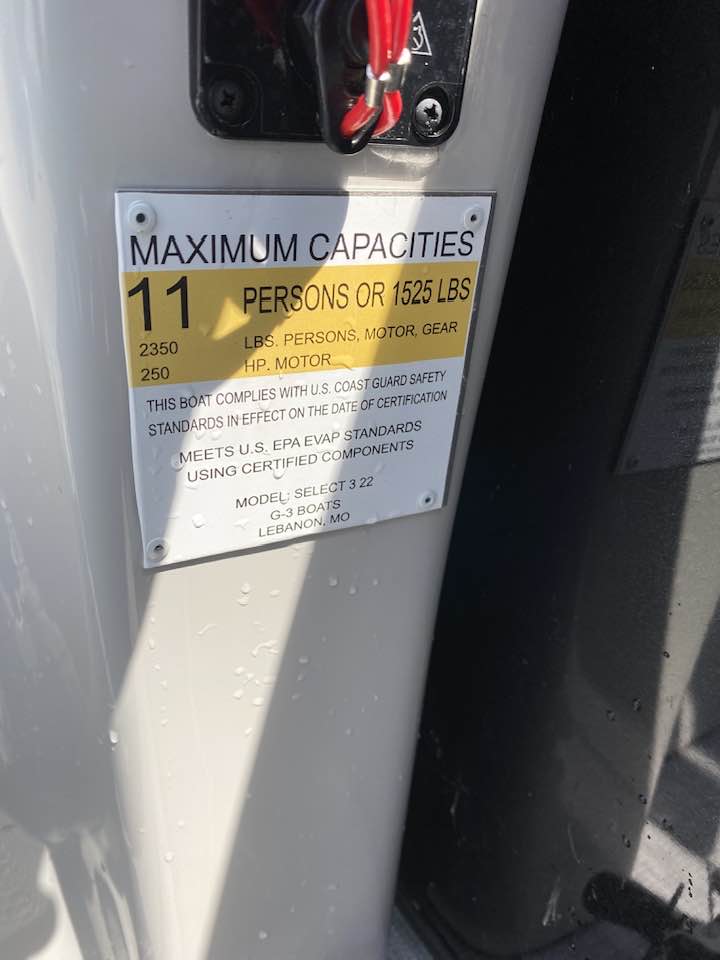 MAXIMUM CAPACITIES
11 PERSONS OR 1525 LBS
2350 LBS. PERSONS, MOTOR, GEAR
250 HP. MOTOR
THIS BOAT COMPLIES WITH U.S. COAST GUARD SAFETY
STANDARDS IN EFFECT ON THE DATE OF CERTIFICATION
MEETS U.S. EPA EVAP STANDARDS
USING CERTIFIED COMPONENTS
MODEL: SELECT 3 22
G-3 BOATS
LEBANON, MO